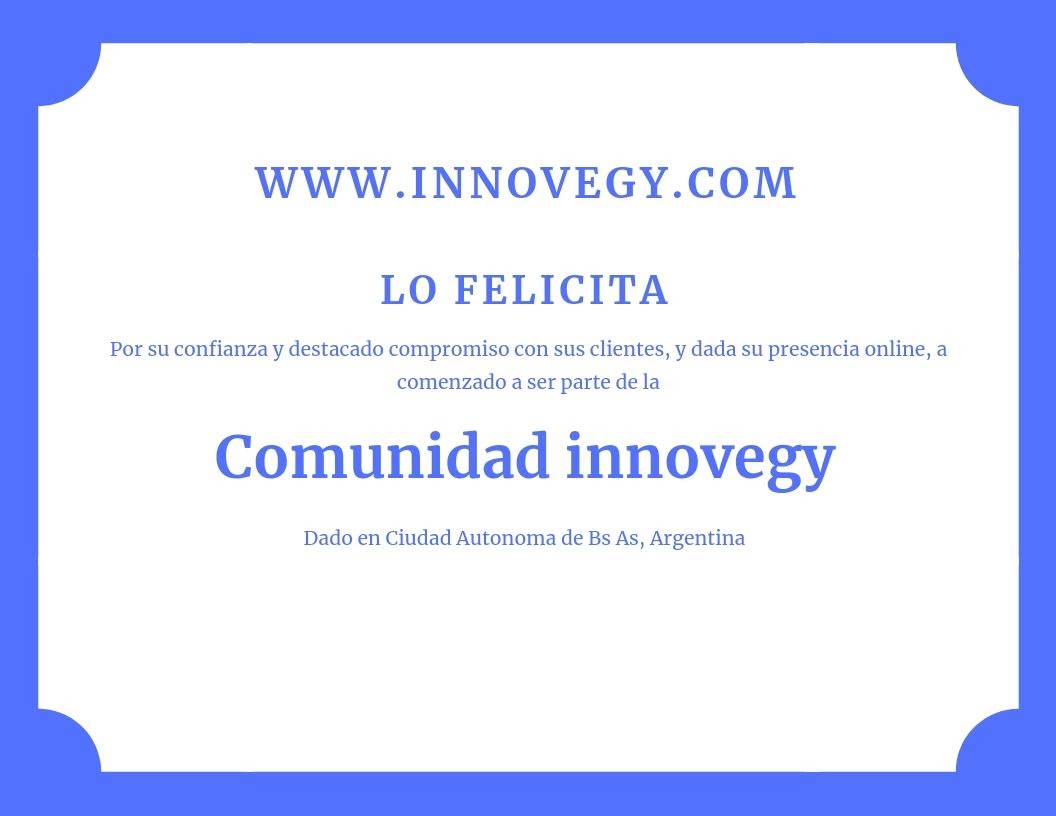 WWW.INNOVEGY.COM
LO FELICITA
Por su confianza y destacado compromiso con sus clientes, y dada su presencia online, a
comenzado a ser parte de la
Comunidad innovegy
Dado en Ciudad Autonoma de Bs As, Argentina